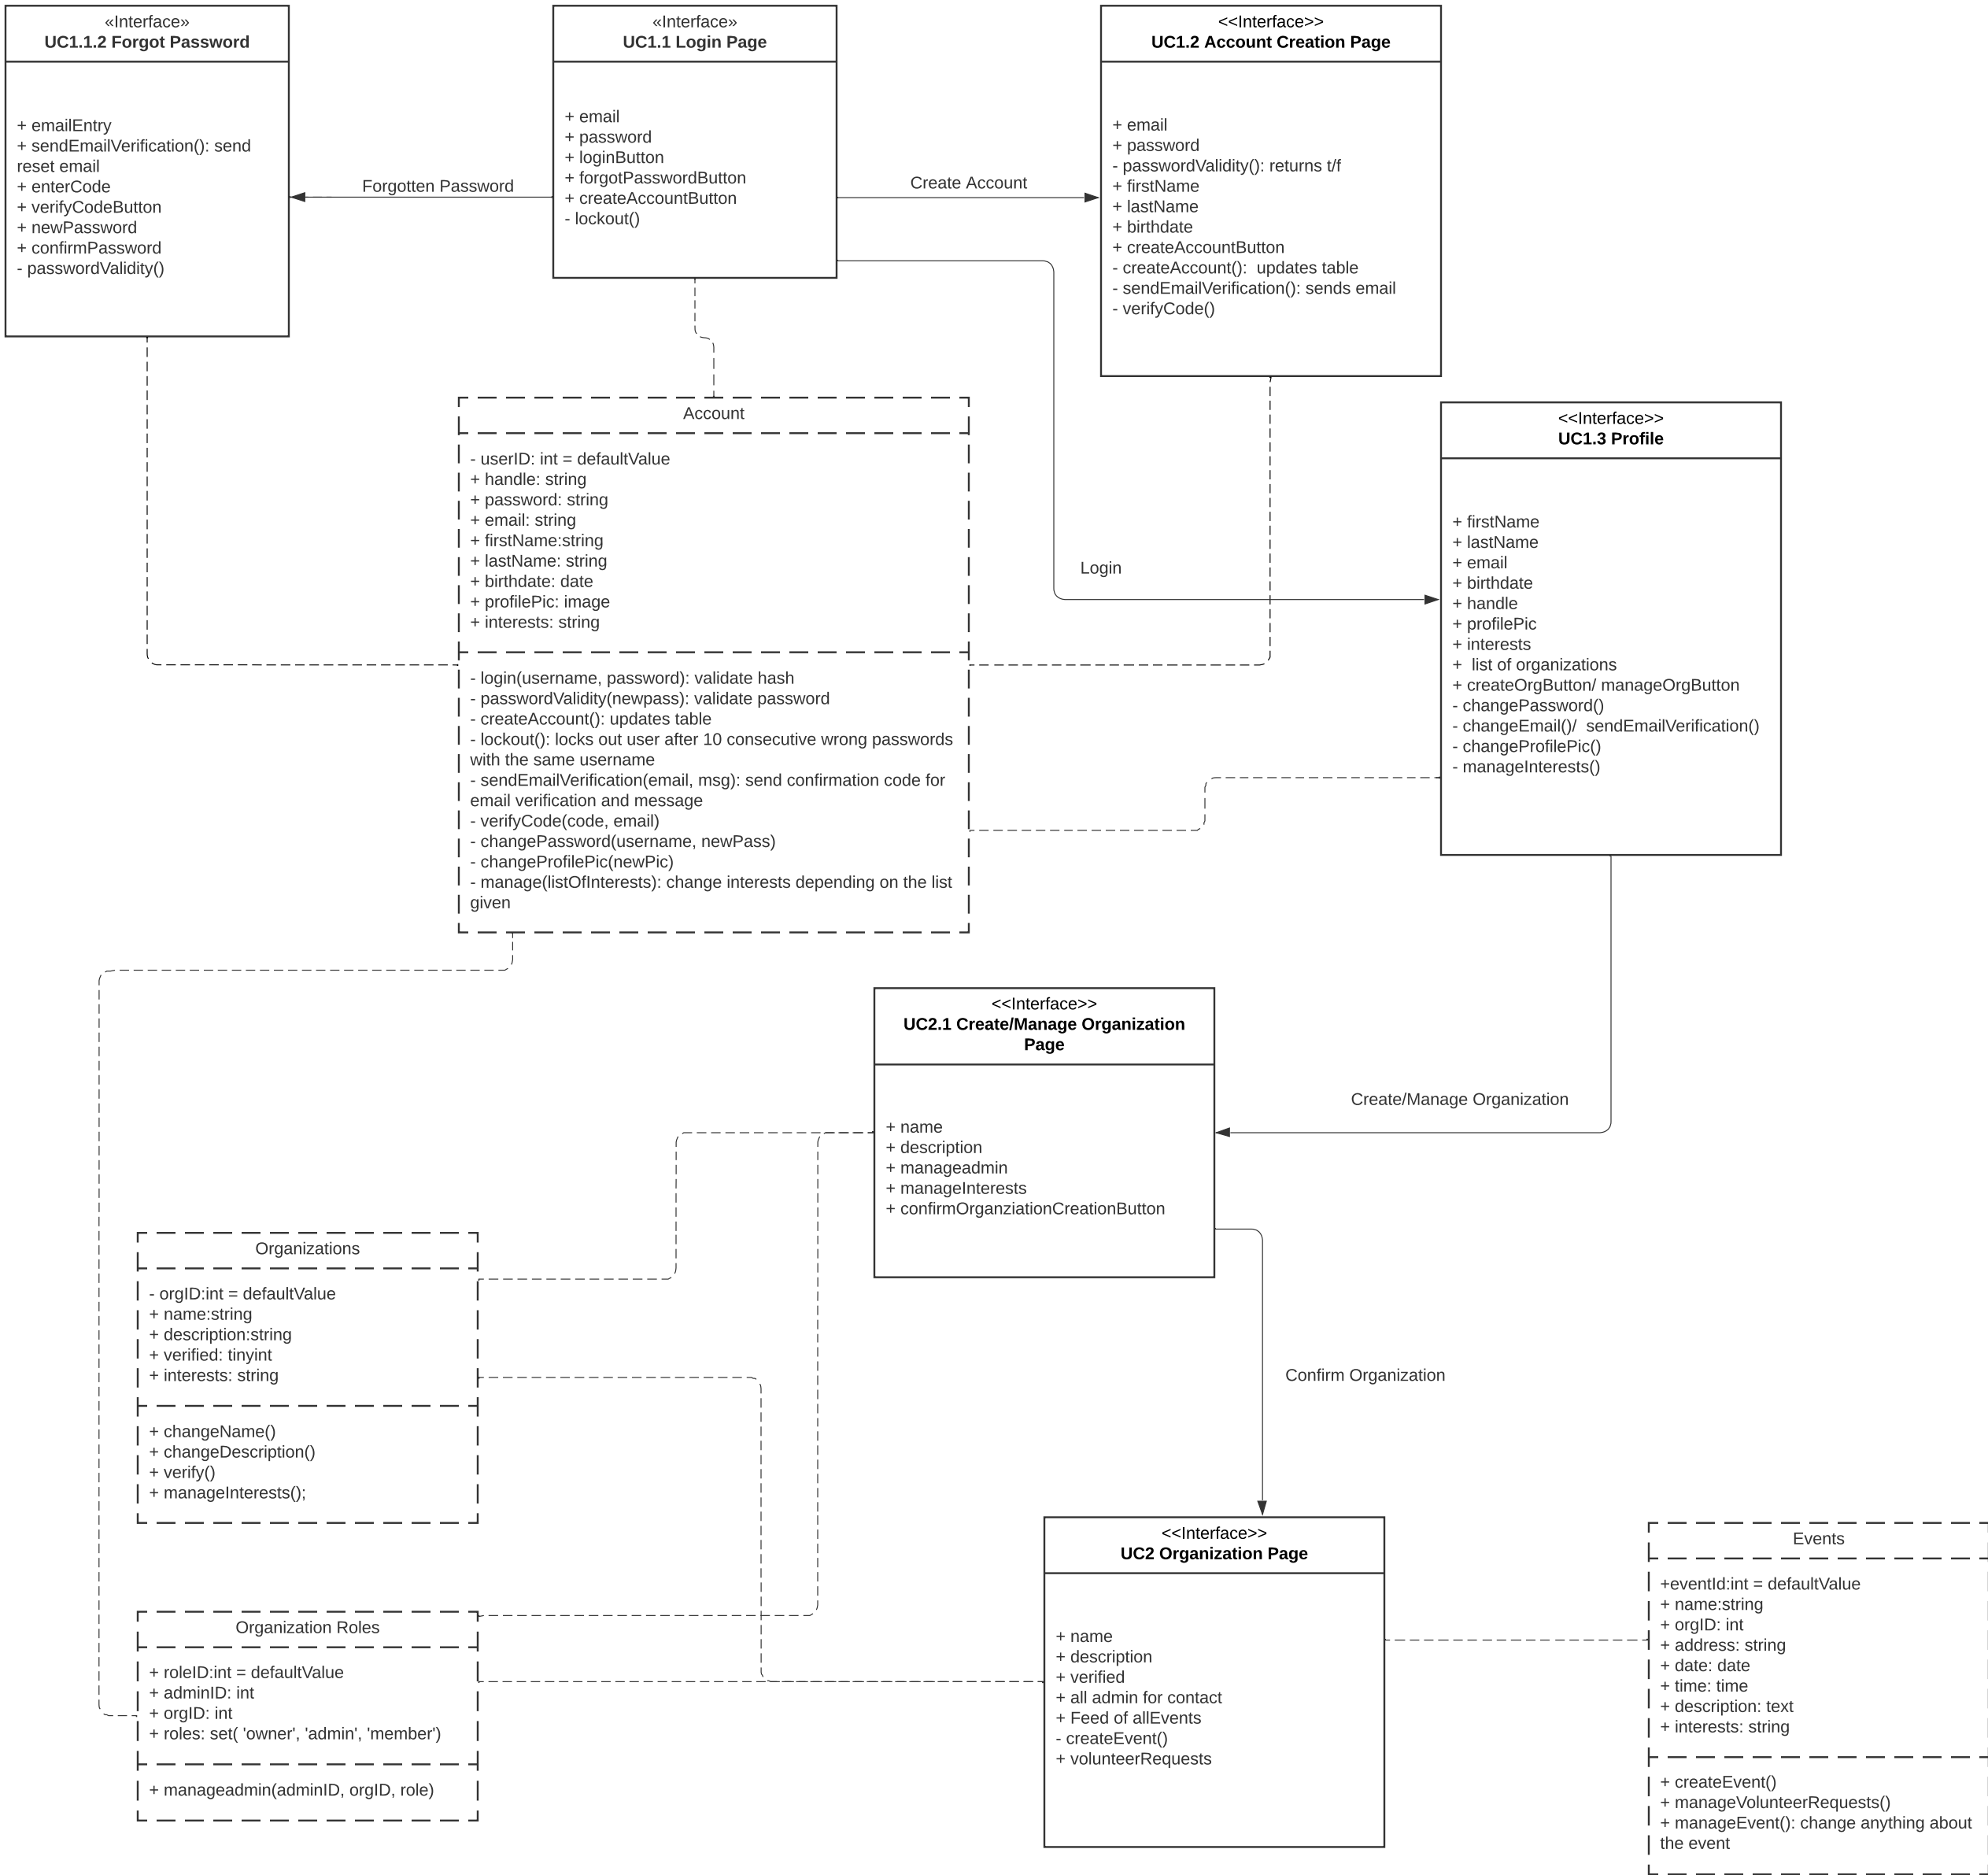 «Interface»
UC1.1.2 Forgot Password
+ emailEntry
+ sendEmailVerification(): send
reset email
+ enterCode
+ verifyCodeButton
+ newPassword
+ confirmPassword
- passwordValidity()
Forgotten Password
«Interface»
UC1.1 Login Page
+ email
+ password
+ loginButton
+ forgotPasswordButton
+ createAccountButton
- lockout()
Create Account
<<Interface>>
UC1.2 Account Creation Page
+ email
+ password
- passwordValidity(): returns t/f
+ firstName
+ lastName
+ birthdate
+ createAccountButton
- createAccount():  updates table
- sendEmailVerification(): sends email
- verifyCode()
Account
- userID: int = defaultValue
+ handle: string
+ password: string
+ email: string
+ firstName:string
+ lastName: string
+ birthdate: date
+ profilePic: image
+ interests: string
- login(username, password): validate hash
- passwordValidity(newpass): validate password
- createAccount(): updates table
- lockout(): locks out user after 10 consecutive wrong passwords
with the same username
- sendEmailVerification(email, msg): send confirmation code for
email verification and message
- verifyCode(code, email)
- changePassword(username, newPass)
- changeProfilePic(newPic)
- manage(listOfInterests): change interests depending on the list
given
Login
<<Interface>>
UC1.3 Profile
+ firstName
+ lastName
+ email
+ birthdate
+ handle
+ profilePic
+ interests
+  list of organizations
+ createOrgButton/ manageOrgButton
- changePassword()
- changeEmail()/  sendEmailVerification()
- changeProfilePic()
- manageInterests()
<<Interface>>
UC2.1 Create/Manage Organization
Page
+ name
+ description
+ manageadmin
+ manageInterests
+ confirmOrganziationCreationButton
Create/Manage Organization
Organizations
- orgID:int = defaultValue
+ name:string
+ description:string
+ verified: tinyint
+ interests: string
+ changeName()
+ changeDescription()
+ verify()
+ manageInterests();
Confirm Organization
Organization Roles
+ roleID:int = defaultValue
+ adminID: int
+ orgID: int
+ roles: set( 'owner', 'admin', 'member')
+ manageadmin(adminID, orgID, role)
<<Interface>>
UC2 Organization Page
+ name
+ description
+ verified
+ all admin for contact
+ Feed of allEvents
- createEvent()
+ volunteerRequests
Events
+eventId:int = defaultValue
+ name:string
+ orgID: int
+ address: string
+ date: date
+ time: time
+ description: text
+ interests: string
+ createEvent()
+ manageVolunteerRequests()
+ manageEvent(): change anything about
the event